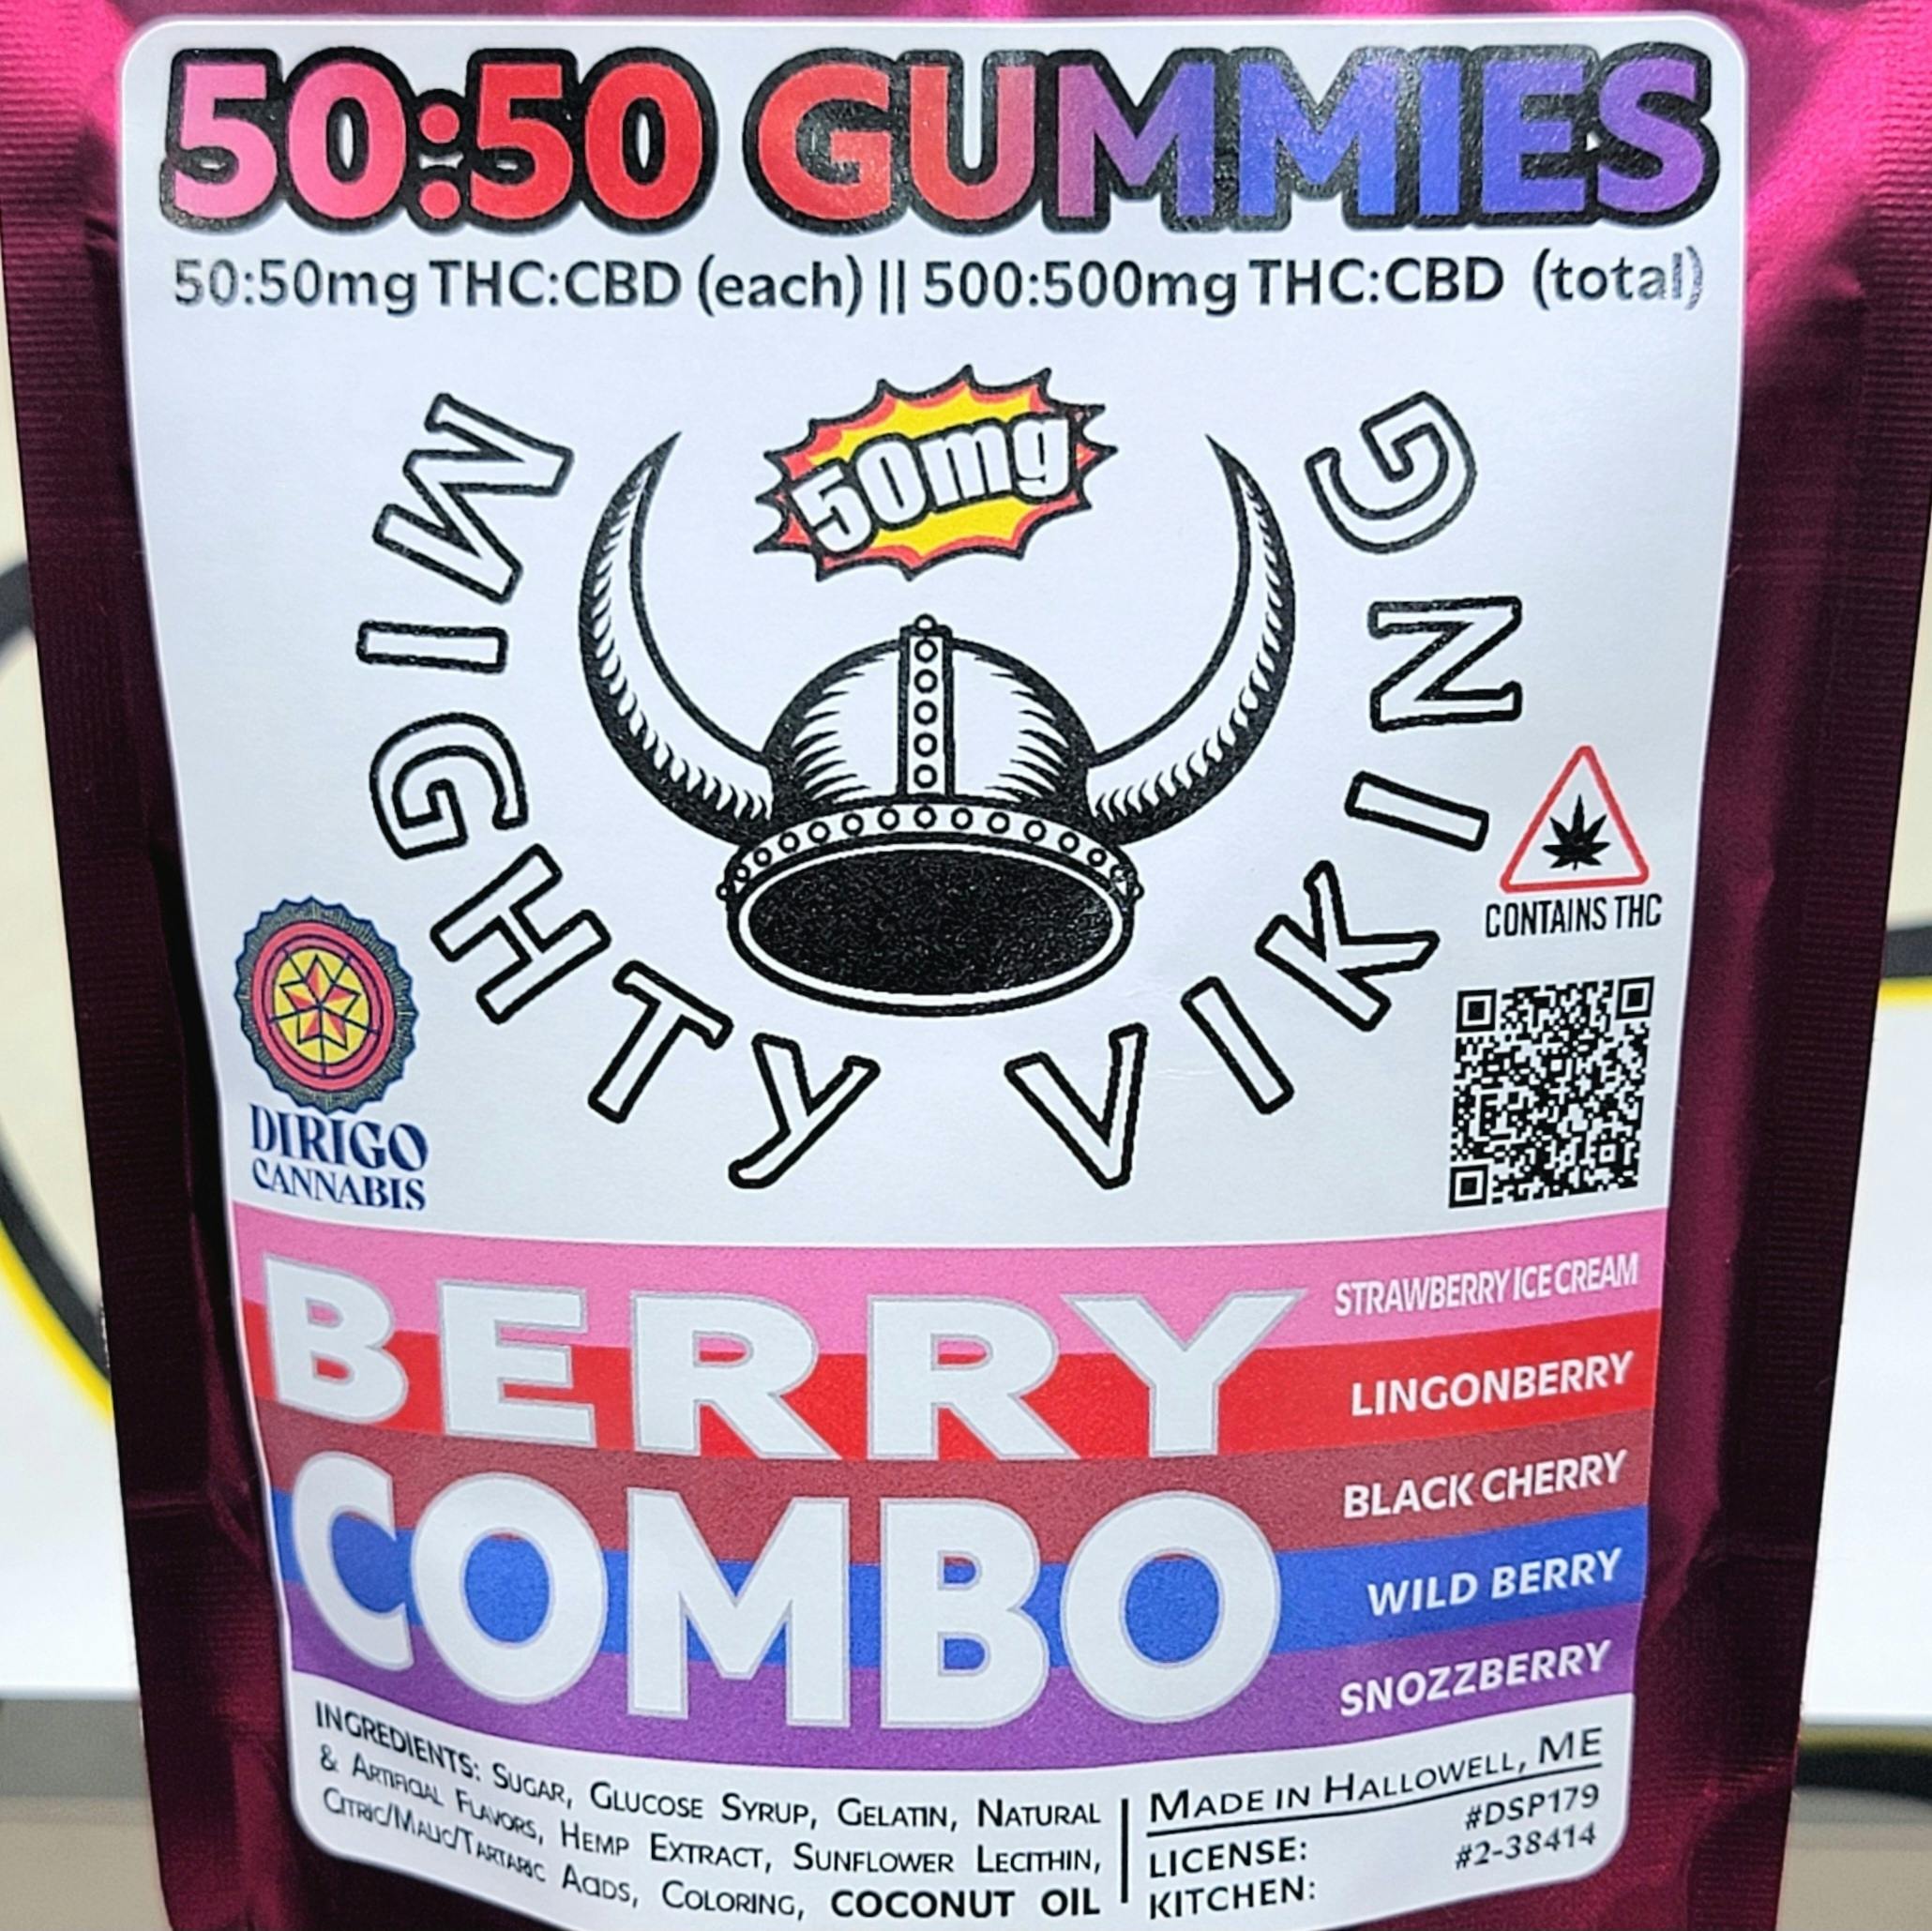 50:50 GUMMIES
50:50mg THC:CBD (each) || 500:500mg THC:CBD (total)
50mg
MIGHTY VIKING
CONTAINS THC
DIRIGO
CANNABIS
BERRY
COMBO
STRAWBERRY ICE CREAM
LINGONBERRY
BLACK CHERRY
WILD BERRY
SNOZZBERRY
INGREDIENTS: SUGAR, GLUCOSE SYRUP, GELATIN, NATURAL
& ARTIFICIAL FLAVORS, HEMP EXTRACT, SUNFLOWER LECITHIN,
CITRIC/MALIC/TARTARIC ACIDS, COLORING, COCONUT OIL
MADE IN HALLOWELL, ME
LICENSE: #DSP179
KITCHEN: #2-38414